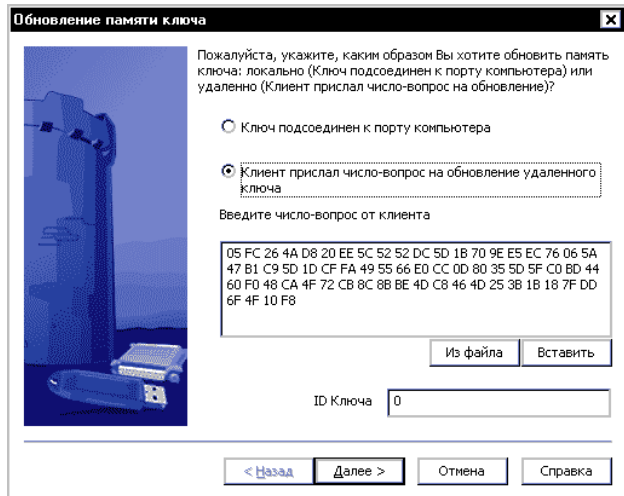 Обновление памяти ключа
Пожалуйста, укажите, каким образом Вы хотите обновить память
ключа: локально (Ключ подсоединен к порту компьютера) или
удаленно (Клиент прислал число-вопрос на обновление)?
Ключ подсоединен к порту компьютера
Клиент прислал число-вопрос на обновление удаленного
ключа
Введите число-вопрос от клиента
05 FC 26 4A D8 20 EE 5C 52 52 DC 5D 1B 70 9E E5 EC 76 06 5A
47 B1 C9 5D 1D CF FA 49 55 66 E0 CC 0D 80 35 5D 5F C0 BD 44
60 F0 48 CA 4F 72 CB 8C 8B BE 4D C8 46 4D 25 3B 1B 18 7F DD
6F 4F 10 F8
Из файла Вставить
ID Ключа 0
< Назад Далее > Отмена Справка